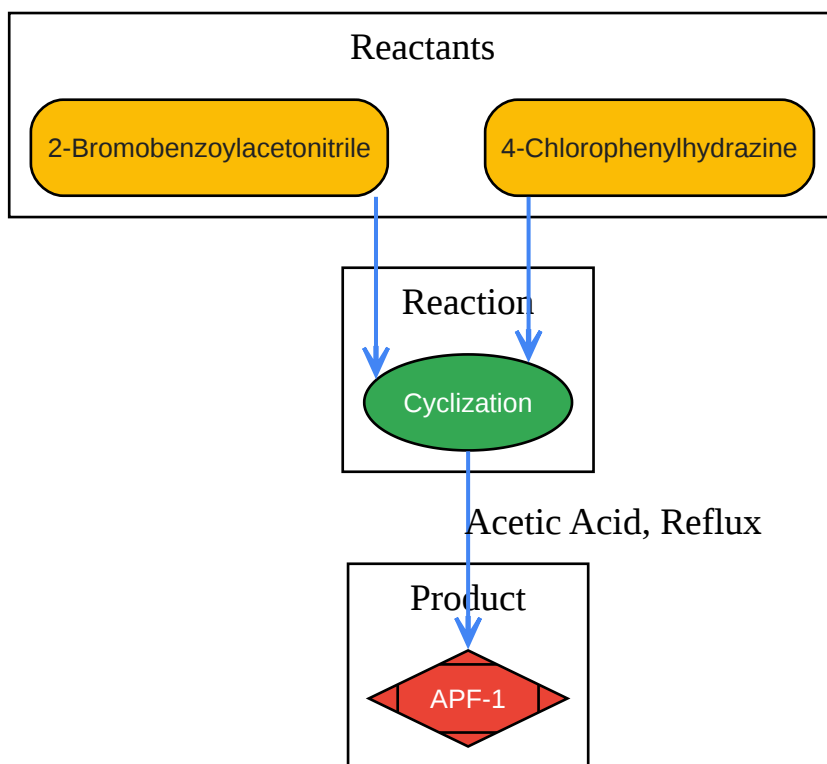 Reactants
2-Bromobenzoylacetonitrile
4-Chlorophenylhydrazine
Reaction
Cyclization
Acetic Acid, Reflux
Product
APF-1